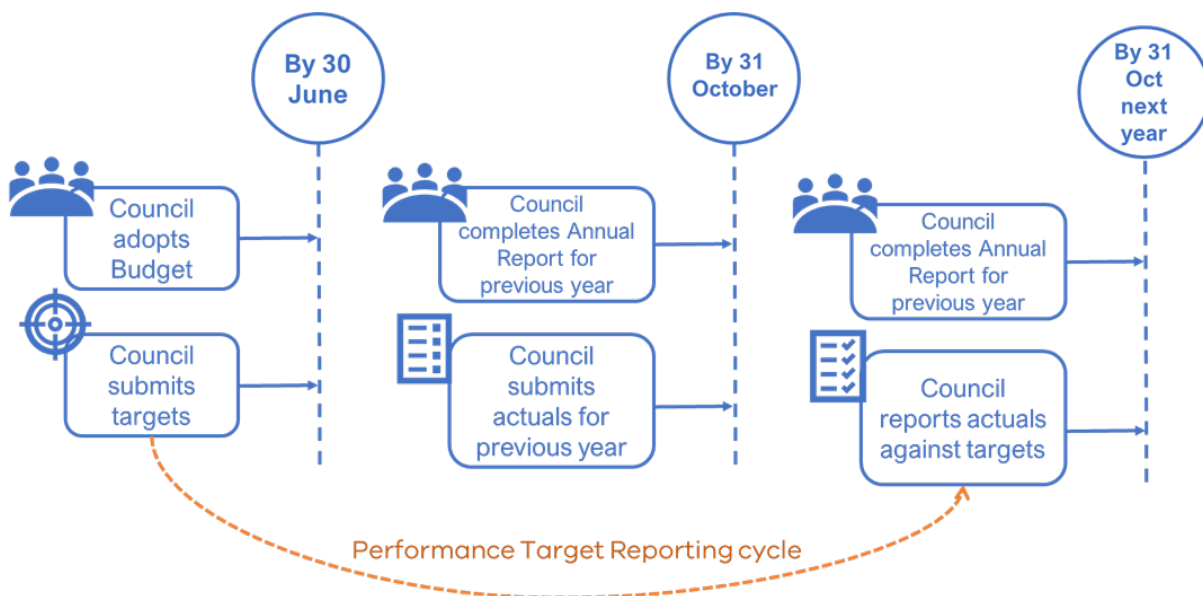 By 30
June
By 31
October
By 31
Oct
next
year
Council
adopts
Budget
Council
completes Annual
Report for
previous year
Council
completes Annual
Report for
previous year
Council
submits
targets
Council
submits
actuals for
previous year
Council
reports actuals
against targets
Performance Target Reporting cycle